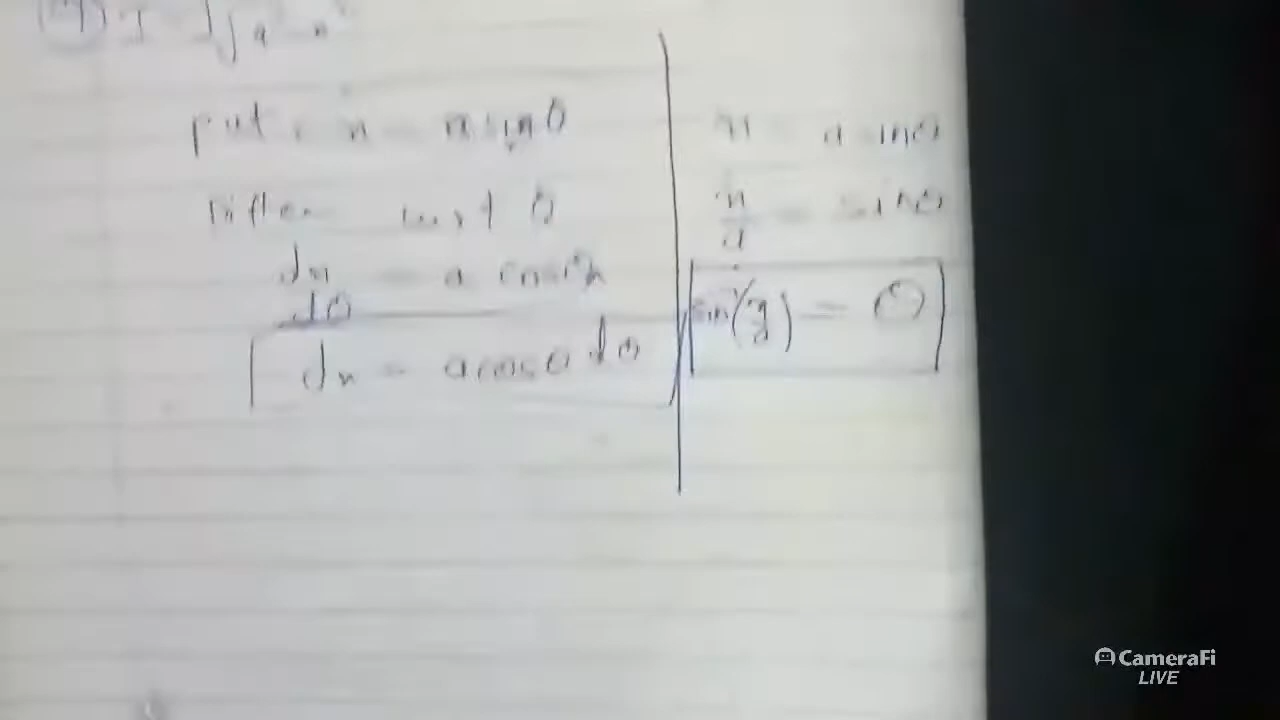 put x = a sinθ
Differ w.r.t θ
dx/dθ = a cosθ
dx = a cosθ dθ
x = a sinθ
x/a = sinθ
sin⁻¹(x/a) = θ
CameraFi
LIVE